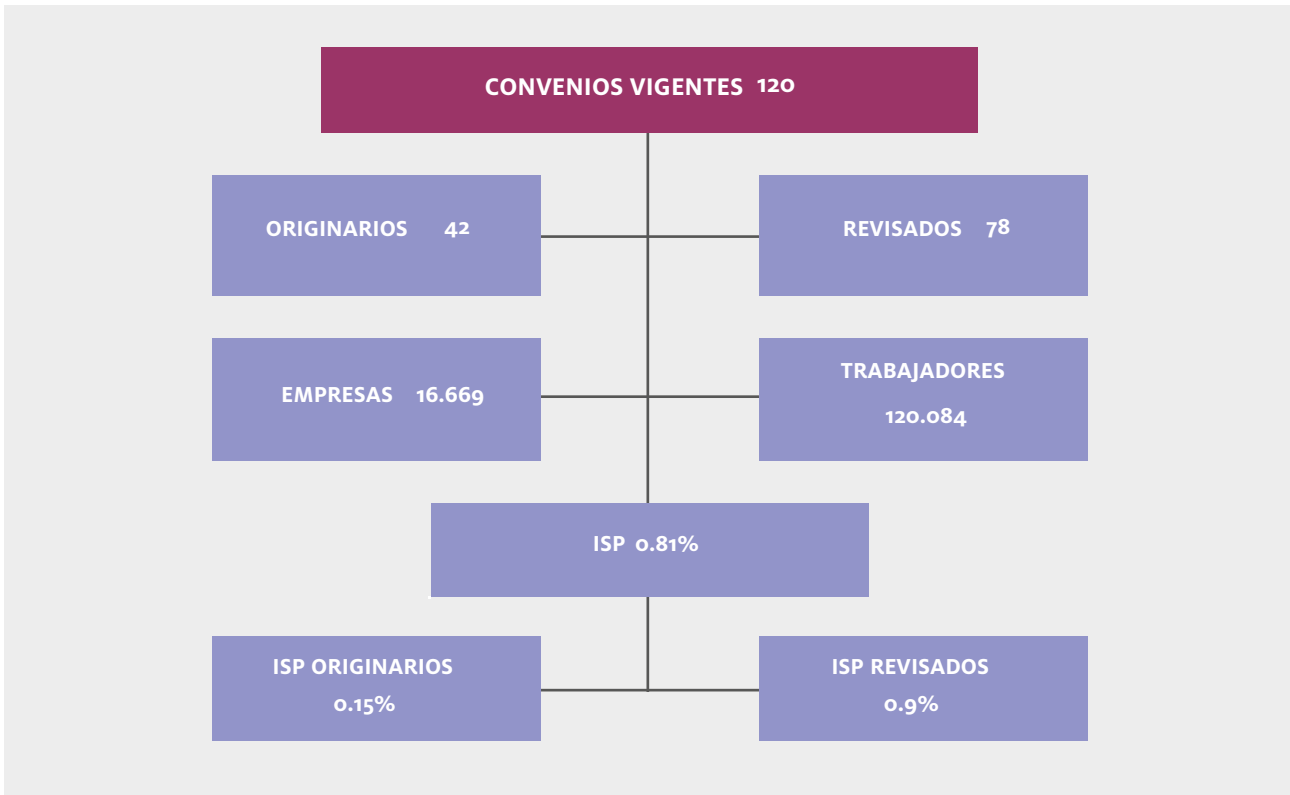 CONVENIOS VIGENTES 120
ORIGINARIOS 42
REVISADOS 78
EMPRESAS 16.669
TRABAJADORES
120.084
ISP 0.81%
ISP ORIGINARIOS
0.15%
ISP REVISADOS
0.9%